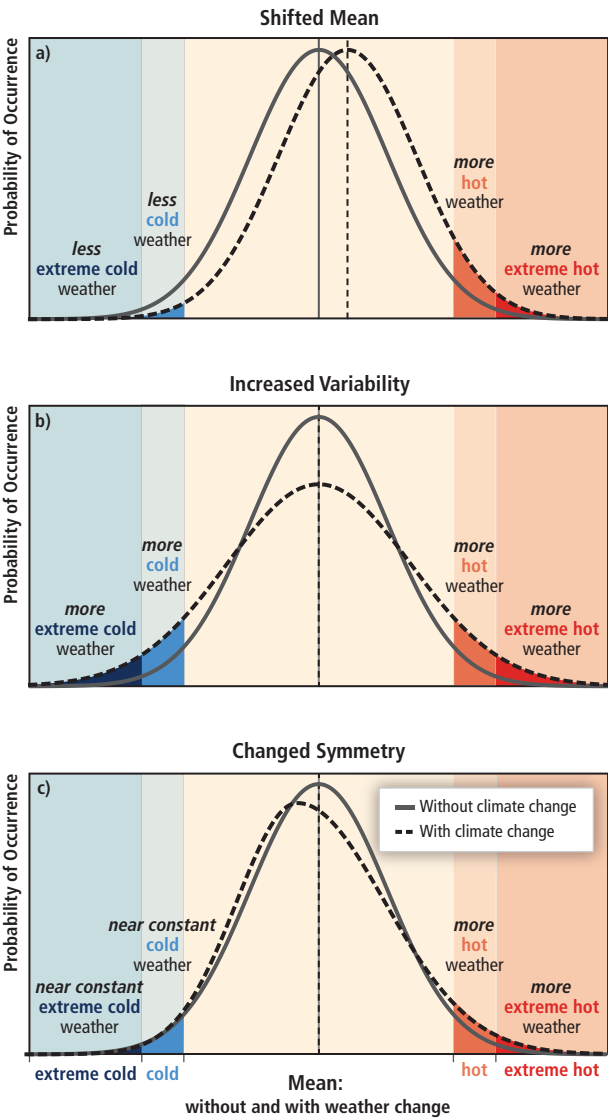 Shifted Mean
a)
Probability of Occurrence
less
extreme cold
weather
less
cold
weather
more
hot
weather
more
extreme hot
weather
Increased Variability
b)
Probability of Occurrence
more
extreme cold
weather
more
cold
weather
more
hot
weather
more
extreme hot
weather
Changed Symmetry
c)
Probability of Occurrence
Without climate change
With climate change
near constant
extreme cold
weather
near constant
cold
weather
more
hot
weather
more
extreme hot
weather
extreme cold
cold
Mean:
without and with weather change
hot
extreme hot